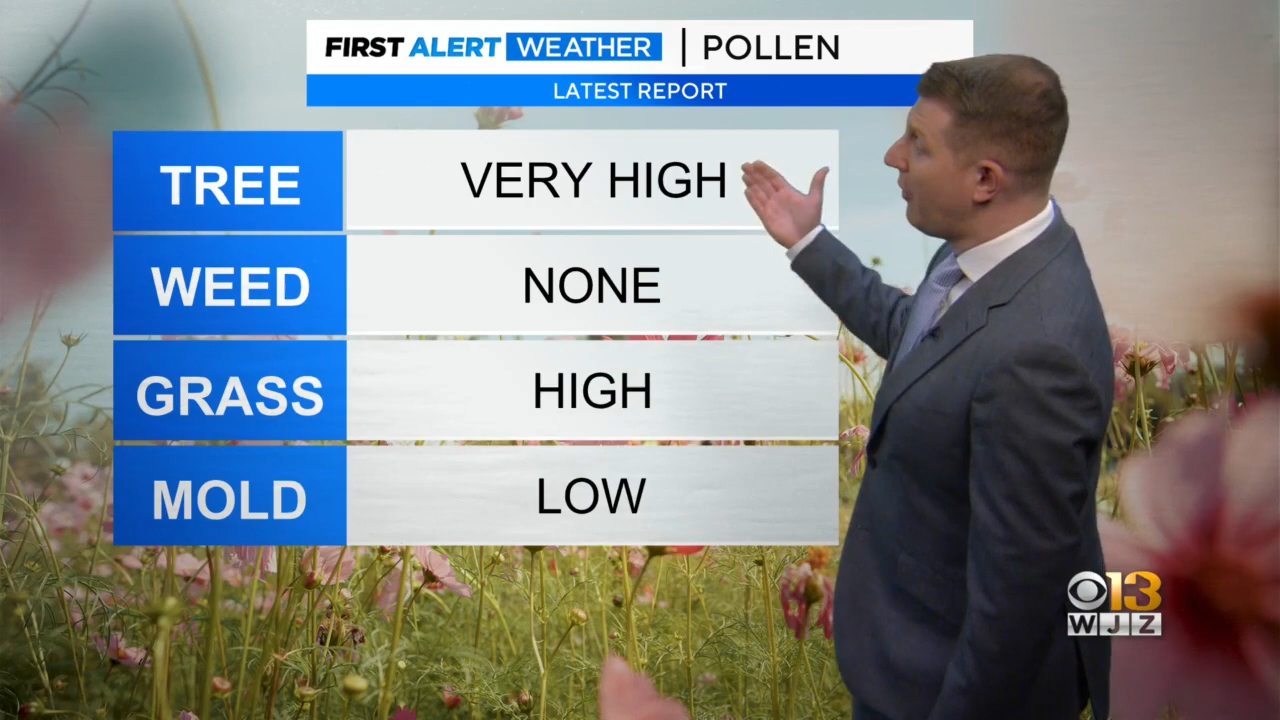 FIRST ALERT WEATHER | POLLEN
LATEST REPORT
TREE VERY HIGH
WEED NONE
GRASS HIGH
MOLD LOW
13
WJZ